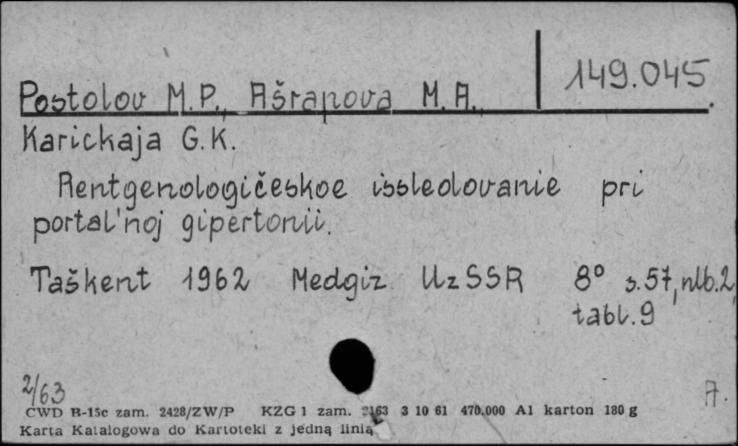 149.045
Postolov M.P., Ašrapova M.A.,
Karickaja G.K.
Rentgenologičeskoe issledovanie pri
portal'noj gipertonii.
Taškent 1962 Medgiz UzSSR 8° s.57, nlb.2,
tabl.9
2/63
A.
CWD B-15c zam. 2428/ZW/P KZG 1 zam. 2163 3 10 61 470.000 A1 karton 180 g
Karta Katalogowa do Kartoteki z jedną linią